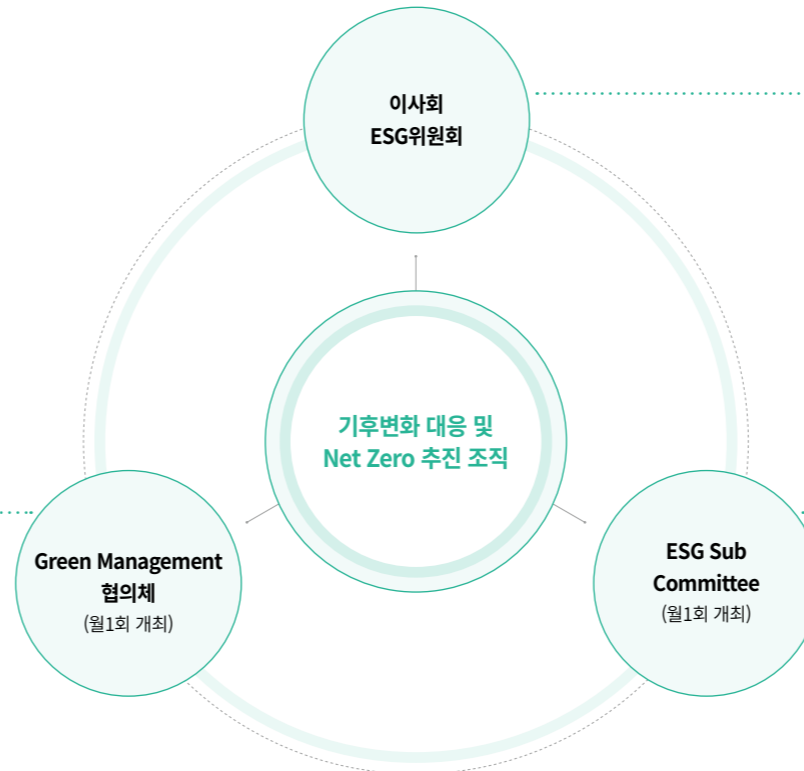 이사회
ESG위원회
기후변화 대응 및
Net Zero 추진 조직
Green Management
협의체
(월1회 개최)
ESG Sub
Committee
(월1회 개최)